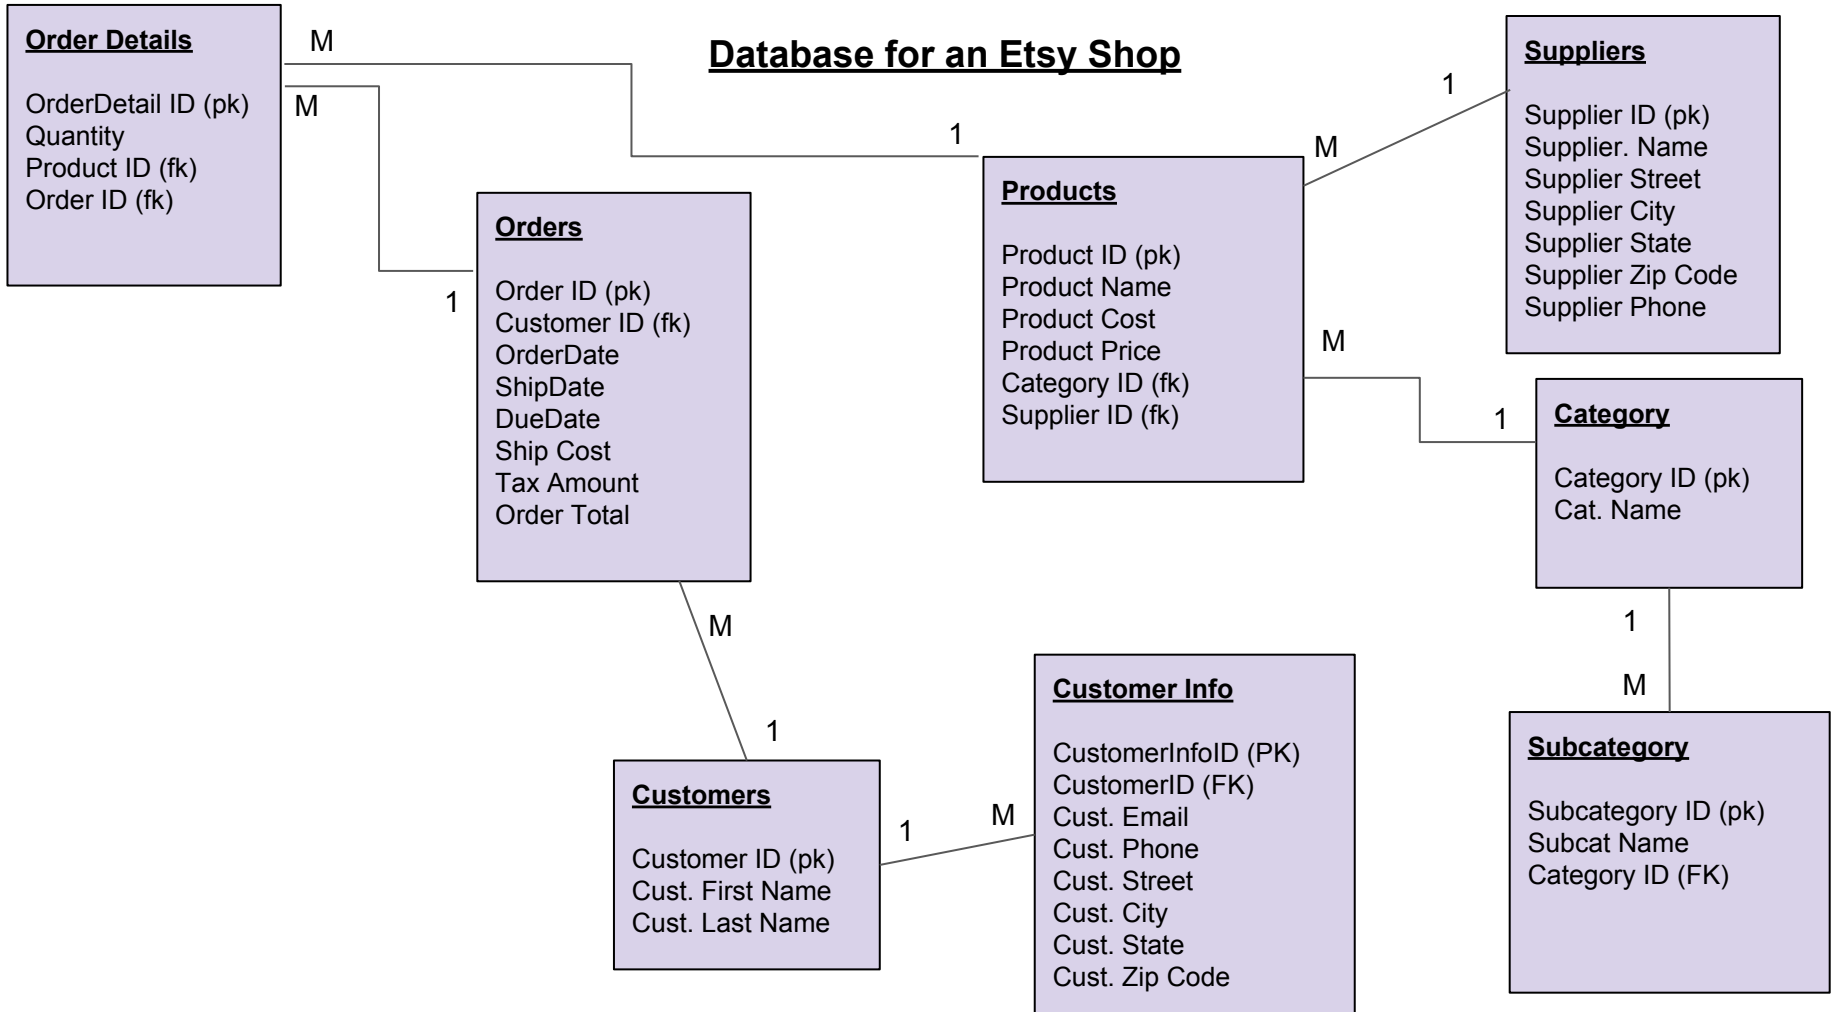 Database for an Etsy Shop
Order Details
OrderDetail ID (pk)
Quantity
Product ID (fk)
Order ID (fk)
M
M
1
1
Orders
Order ID (pk)
Customer ID (fk)
OrderDate
ShipDate
DueDate
Ship Cost
Tax Amount
Order Total
Products
Product ID (pk)
Product Name
Product Cost
Product Price
Category ID (fk)
Supplier ID (fk)
M
1
Suppliers
Supplier ID (pk)
Supplier. Name
Supplier Street
Supplier City
Supplier State
Supplier Zip Code
Supplier Phone
M
1
Category
Category ID (pk)
Cat. Name
1
M
Subcategory
Subcategory ID (pk)
Subcat Name
Category ID (FK)
M
1
Customers
Customer ID (pk)
Cust. First Name
Cust. Last Name
1
M
Customer Info
CustomerInfoID (PK)
CustomerID (FK)
Cust. Email
Cust. Phone
Cust. Street
Cust. City
Cust. State
Cust. Zip Code